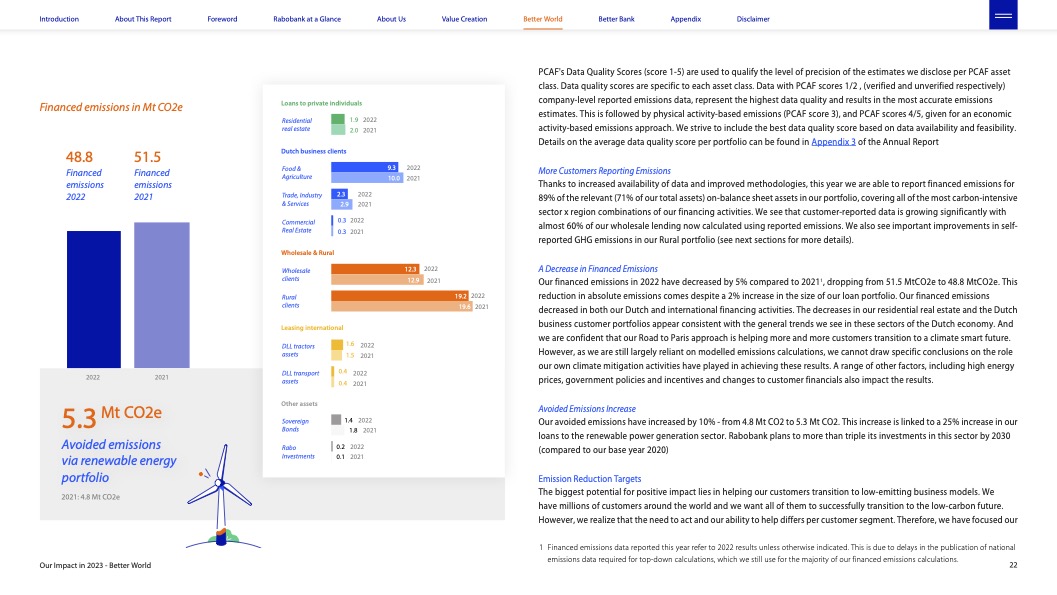 Introduction
About This Report
Foreword
Rabobank at a Glance
About Us
Value Creation
Better World
Better Bank
Appendix
Disclaimer
Financed emissions in Mt CO2e
48.8
Financed
emissions
2022
51.5
Financed
emissions
2021
2022
2021
5.3 Mt CO2e
Avoided emissions
via renewable energy
portfolio
2021: 4.8 Mt CO2e
Loans to private individuals
Residential
real estate
1.9 2022
2.0 2021
Dutch business clients
Food &
Agriculture
9.3 2022
10.0 2021
Trade, Industry
& Services
2.3 2022
2.9 2021
Commercial
Real Estate
0.3 2022
0.3 2021
Wholesale & Rural
Wholesale
clients
12.3 2022
12.9 2021
Rural
clients
19.2 2022
19.6 2021
Leasing international
DLL tractors
assets
1.6 2022
1.5 2021
DLL transport
assets
0.4 2022
0.4 2021
Other assets
Sovereign
Bonds
1.4 2022
1.8 2021
Rabo
Investments
0.2 2022
0.1 2021
PCAF's Data Quality Scores (score 1-5) are used to qualify the level of precision of the estimates we disclose per PCAF asset
class. Data quality scores are specific to each asset class. Data with PCAF scores 1/2 , (verified and unverified respectively)
company-level reported emissions data, represent the highest data quality and results in the most accurate emissions
estimates. This is followed by physical activity-based emissions (PCAF score 3), and PCAF scores 4/5, given for an economic
activity-based emissions approach. We strive to include the best data quality score based on data availability and feasibility.
Details on the average data quality score per portfolio can be found in Appendix 3 of the Annual Report
More Customers Reporting Emissions
Thanks to increased availability of data and improved methodologies, this year we are able to report financed emissions for
89% of the relevant (71% of our total assets) on-balance sheet assets in our portfolio, covering all of the most carbon-intensive
sector x region combinations of our financing activities. We see that customer-reported data is growing significantly with
almost 60% of our wholesale lending now calculated using reported emissions. We also see important improvements in self-
reported GHG emissions in our Rural portfolio (see next sections for more details).
A Decrease in Financed Emissions
Our financed emissions in 2022 have decreased by 5% compared to 2021¹, dropping from 51.5 MtCO2e to 48.8 MtCO2e. This
reduction in absolute emissions comes despite a 2% increase in the size of our loan portfolio. Our financed emissions
decreased in both our Dutch and international financing activities. The decreases in our residential real estate and the Dutch
business customer portfolios appear consistent with the general trends we see in these sectors of the Dutch economy. And
we are confident that our Road to Paris approach is helping more and more customers transition to a climate smart future.
However, as we are still largely reliant on modelled emissions calculations, we cannot draw specific conclusions on the role
our own climate mitigation activities have played in achieving these results. A range of other factors, including high energy
prices, government policies and incentives and changes to customer financials also impact the results.
Avoided Emissions Increase
Our avoided emissions have increased by 10% - from 4.8 Mt CO2 to 5.3 Mt CO2. This increase is linked to a 25% increase in our
loans to the renewable power generation sector. Rabobank plans to more than triple its investments in this sector by 2030
(compared to our base year 2020)
Emission Reduction Targets
The biggest potential for positive impact lies in helping our customers transition to low-emitting business models. We
have millions of customers around the world and we want all of them to successfully transition to the low-carbon future.
However, we realize that the need to act and our ability to help differs per customer segment. Therefore, we have focused our
1 Financed emissions data reported this year refer to 2022 results unless otherwise indicated. This is due to delays in the publication of national
emissions data required for top-down calculations, which we still use for the majority of our financed emissions calculations.
Our Impact in 2023 - Better World
22